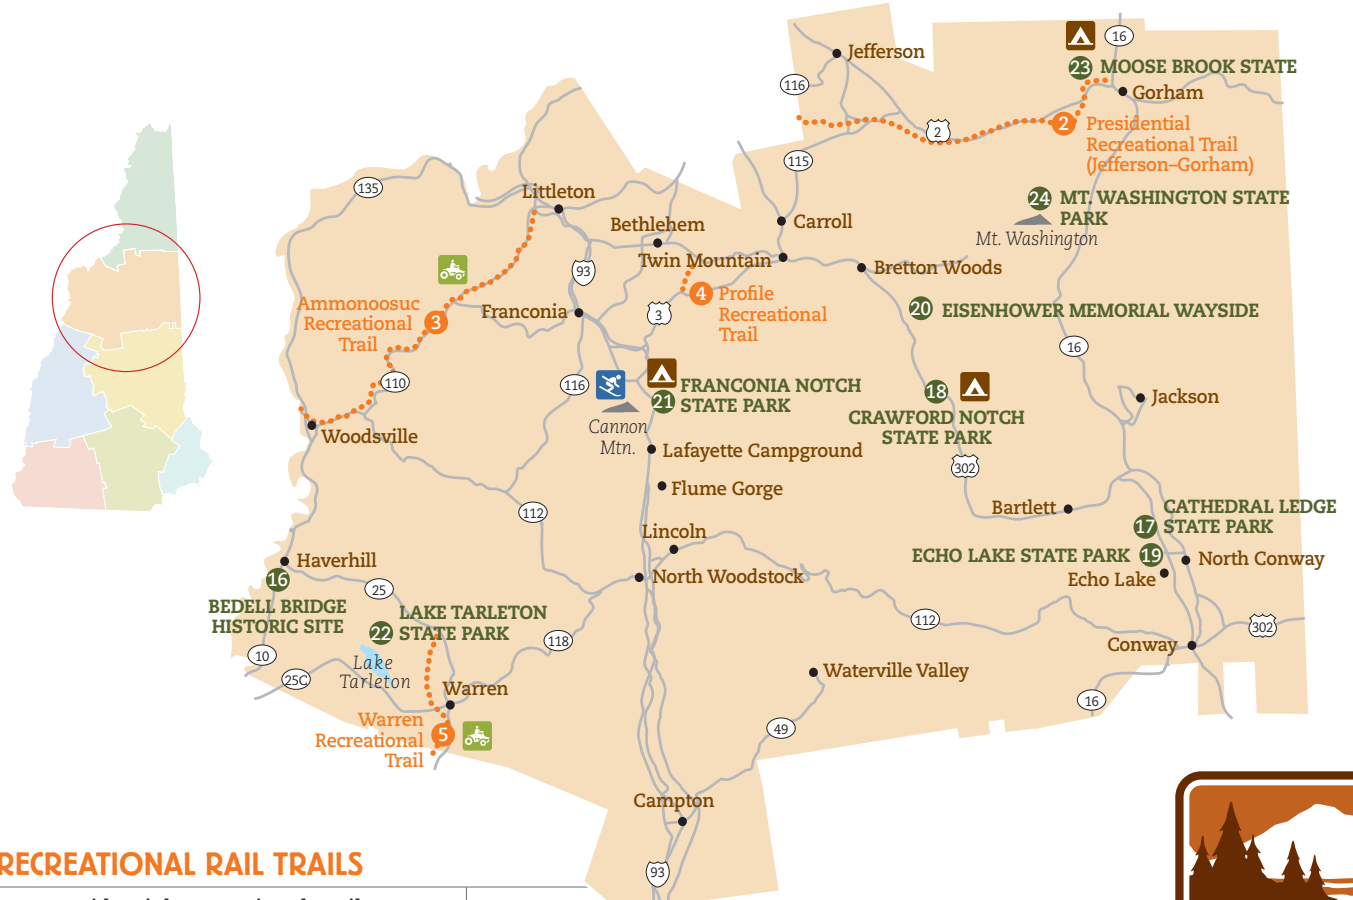 Jefferson
16
116
23 MOOSE BROOK STATE
Gorham
2
2 Presidential
Recreational Trail
(Jefferson–Gorham)
115
135
Littleton
24 MT. WASHINGTON STATE
PARK
Mt. Washington
Bethlehem
Carroll
Twin Mountain
Bretton Woods
93
Ammonoosuc
Recreational
Trail
3
Franconia
3
4 Profile
Recreational
Trail
20 EISENHOWER MEMORIAL WAYSIDE
16
110
116
21 FRANCONIA NOTCH
STATE PARK
18
CRAWFORD NOTCH
STATE PARK
Jackson
Cannon
Mtn.
Woodsville
Lafayette Campground
302
Flume Gorge
112
Bartlett
17 CATHEDRAL LEDGE
STATE PARK
Lincoln
ECHO LAKE STATE PARK 19
North Conway
Echo Lake
Haverhill
16
BEDELL BRIDGE
HISTORIC SITE
25
North Woodstock
22 LAKE TARLETON
STATE PARK
112
302
118
Conway
10
25C
Lake
Tarleton
Warren
Waterville Valley
16
Warren
Recreational
Trail
5
49
Campton
93
RECREATIONAL RAIL TRAILS